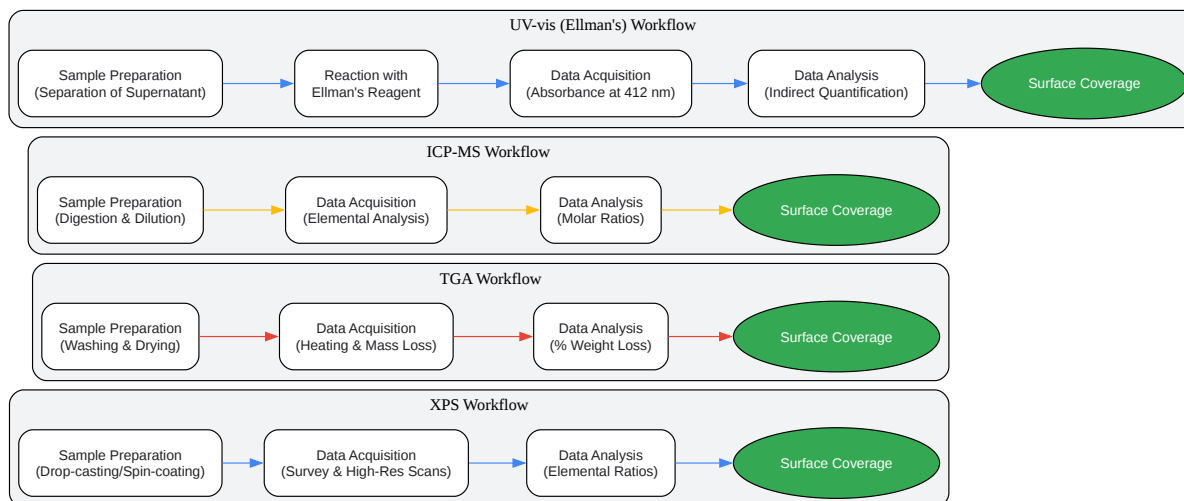 UV-vis (Ellman's) Workflow
Sample Preparation
(Separation of Supernatant)
Reaction with
Ellman's Reagent
Data Acquisition
(Absorbance at 412 nm)
Data Analysis
(Indirect Quantification)
Surface Coverage
ICP-MS Workflow
Sample Preparation
(Digestion & Dilution)
Data Acquisition
(Elemental Analysis)
Data Analysis
(Molar Ratios)
Surface Coverage
TGA Workflow
Sample Preparation
(Washing & Drying)
Data Acquisition
(Heating & Mass Loss)
Data Analysis
(% Weight Loss)
Surface Coverage
XPS Workflow
Sample Preparation
(Drop-casting/Spin-coating)
Data Acquisition
(Survey & High-Res Scans)
Data Analysis
(Elemental Ratios)
Surface Coverage